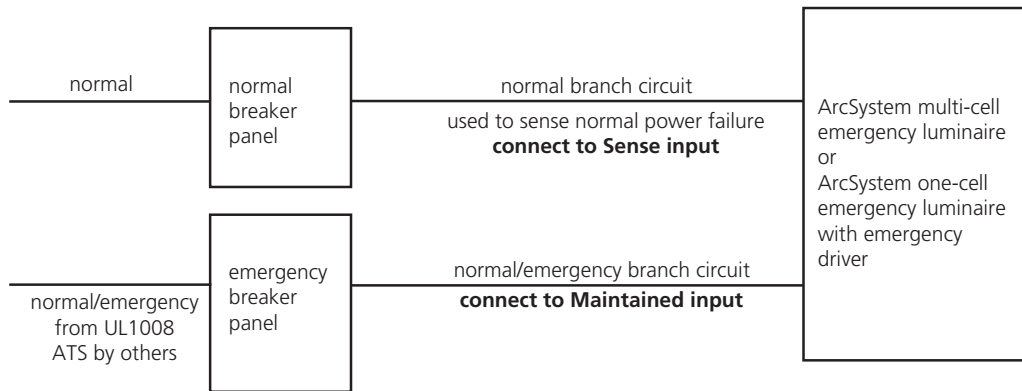 normal
normal
breaker
panel
normal branch circuit
used to sense normal power failure
connect to Sense input
ArcSystem multi-cell
emergency luminaire
or
ArcSystem one-cell
emergency luminaire
with emergency
driver
normal/emergency
from UL1008
ATS by others
emergency
breaker
panel
normal/emergency branch circuit
connect to Maintained input